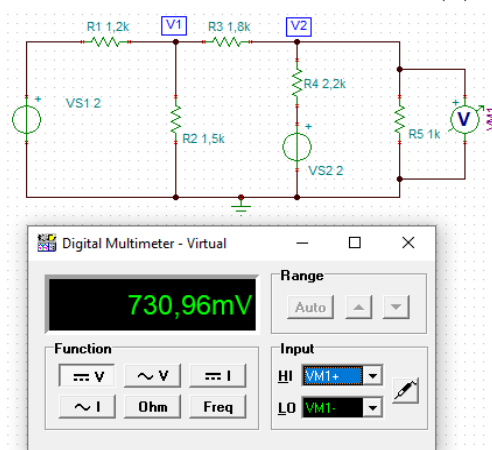 R1 1,2k
V1
R3 1,8k
V2
R4 2,2k
VS1 2
R2 1,5k
V
R5 1k
VM1
VS2 2
Digital Multimeter - Virtual
Range
730,96mV
Auto
Function
Input
V
V
I
HI VM1+
I
Ohm
Freq
LO VM1-